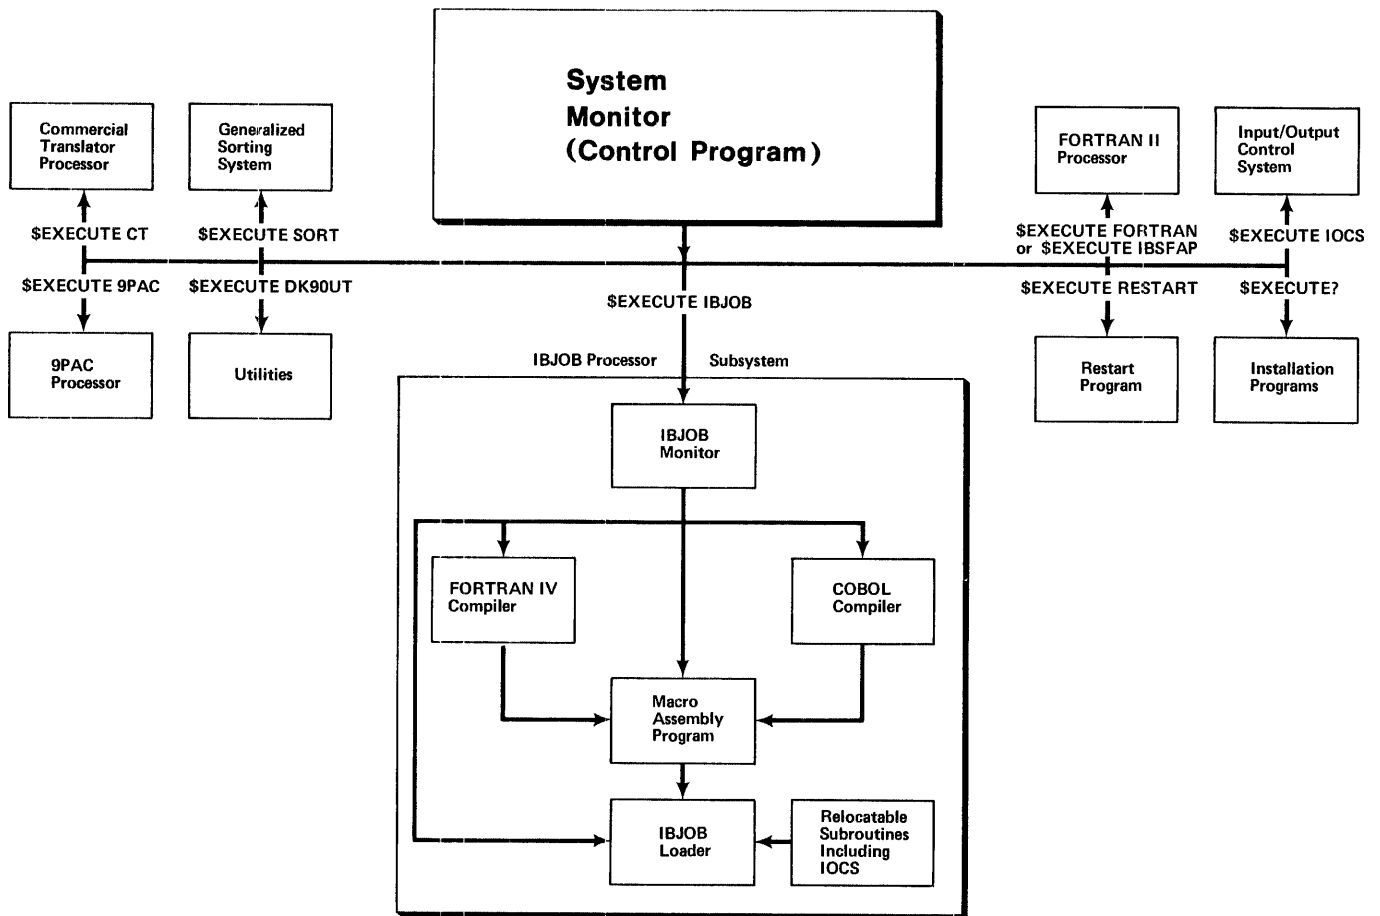 System
Monitor
(Control Program)
Commercial
Translator
Processor
Generalized
Sorting
System
FORTRAN II
Processor
Input/Output
Control
System
$EXECUTE CT
$EXECUTE SORT
$EXECUTE FORTRAN
or $EXECUTE IBSFAP
$EXECUTE IOCS
$EXECUTE 9PAC
$EXECUTE DK90UT
$EXECUTE IBJOB
$EXECUTE RESTART
$EXECUTE?
9PAC
Processor
Utilities
IBJOB Processor Subsystem
Restart
Program
Installation
Programs
IBJOB
Monitor
FORTRAN IV
Compiler
COBOL
Compiler
Macro
Assembly
Program
IBJOB
Loader
Relocatable
Subroutines
Including
IOCS